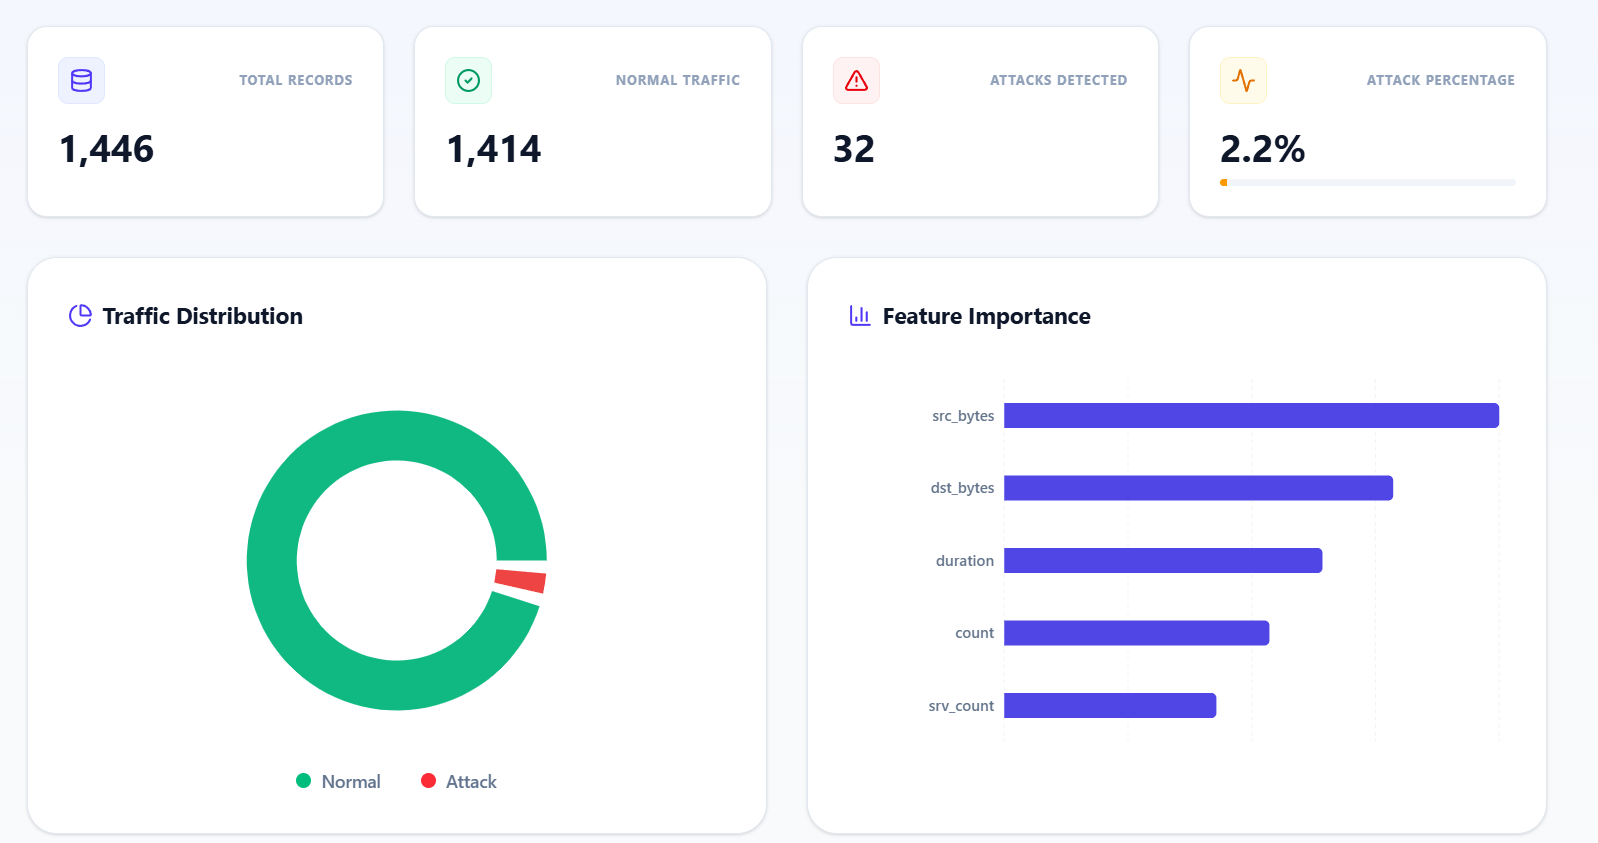 TOTAL RECORDS
1,446
NORMAL TRAFFIC
1,414
ATTACKS DETECTED
32
ATTACK PERCENTAGE
2.2%
Traffic Distribution
Normal
Attack
Feature Importance
src_bytes
dst_bytes
duration
count
srv_count